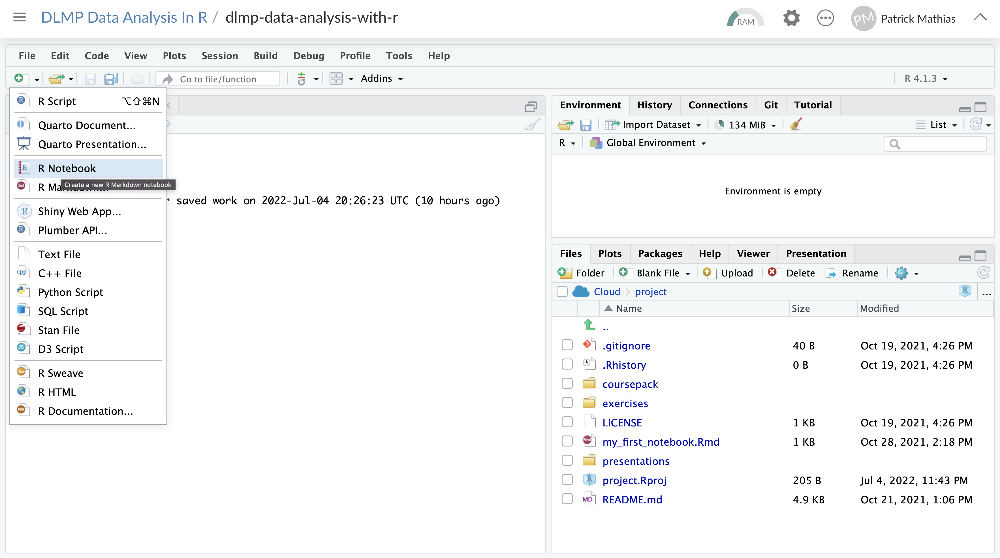 DLMP Data Analysis In R / dlmp-data-analysis-with-r
RAM
PM
Patrick Mathias
File Edit Code View Plots Session Build Debug Profile Tools Help
Go to file/function
Addins
R 4.1.3
R Script ⌥⇧⌘N
Quarto Document...
Quarto Presentation...
R Notebook
Create a new R Markdown notebook
R Markdown...
Shiny Web App...
Plumber API...
Text File
C++ File
Python Script
SQL Script
Stan File
D3 Script
R Sweave
R HTML
R Documentation...
saved work on 2022-Jul-04 20:26:23 UTC (10 hours ago)
Environment History Connections Git Tutorial
Import Dataset 134 MiB List
R Global Environment
Environment is empty
Files Plots Packages Help Viewer Presentation
Folder Blank File Upload Delete Rename
Cloud project ...
Name Size Modified
..
.gitignore 40 B Oct 19, 2021, 4:26 PM
.Rhistory 0 B Oct 19, 2021, 4:26 PM
coursepack
exercises
LICENSE 1 KB Oct 19, 2021, 4:26 PM
my_first_notebook.Rmd 1 KB Oct 28, 2021, 2:18 PM
presentations
project.Rproj 205 B Jul 4, 2022, 11:43 PM
README.md 4.9 KB Oct 21, 2021, 1:06 PM